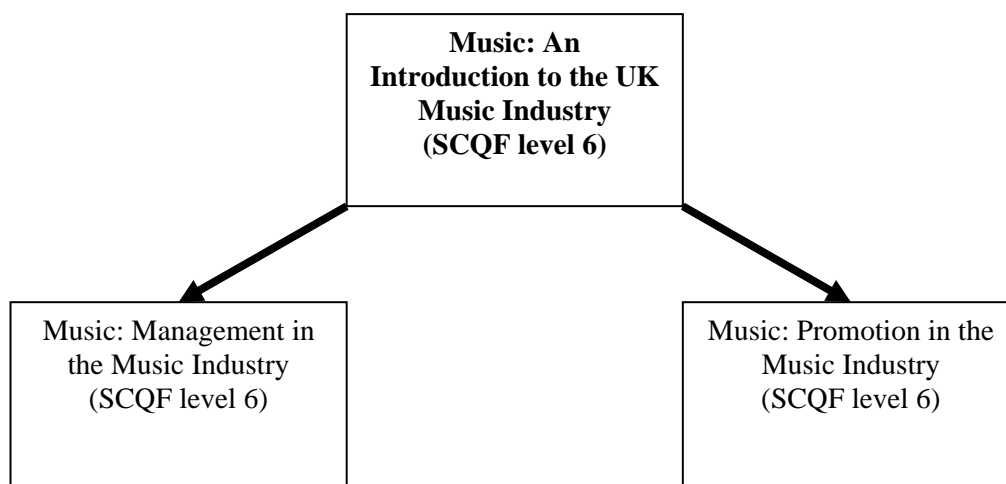 Music: An
Introduction to the UK
Music Industry
(SCQF level 6)
Music: Management in
the Music Industry
(SCQF level 6)
Music: Promotion in the
Music Industry
(SCQF level 6)